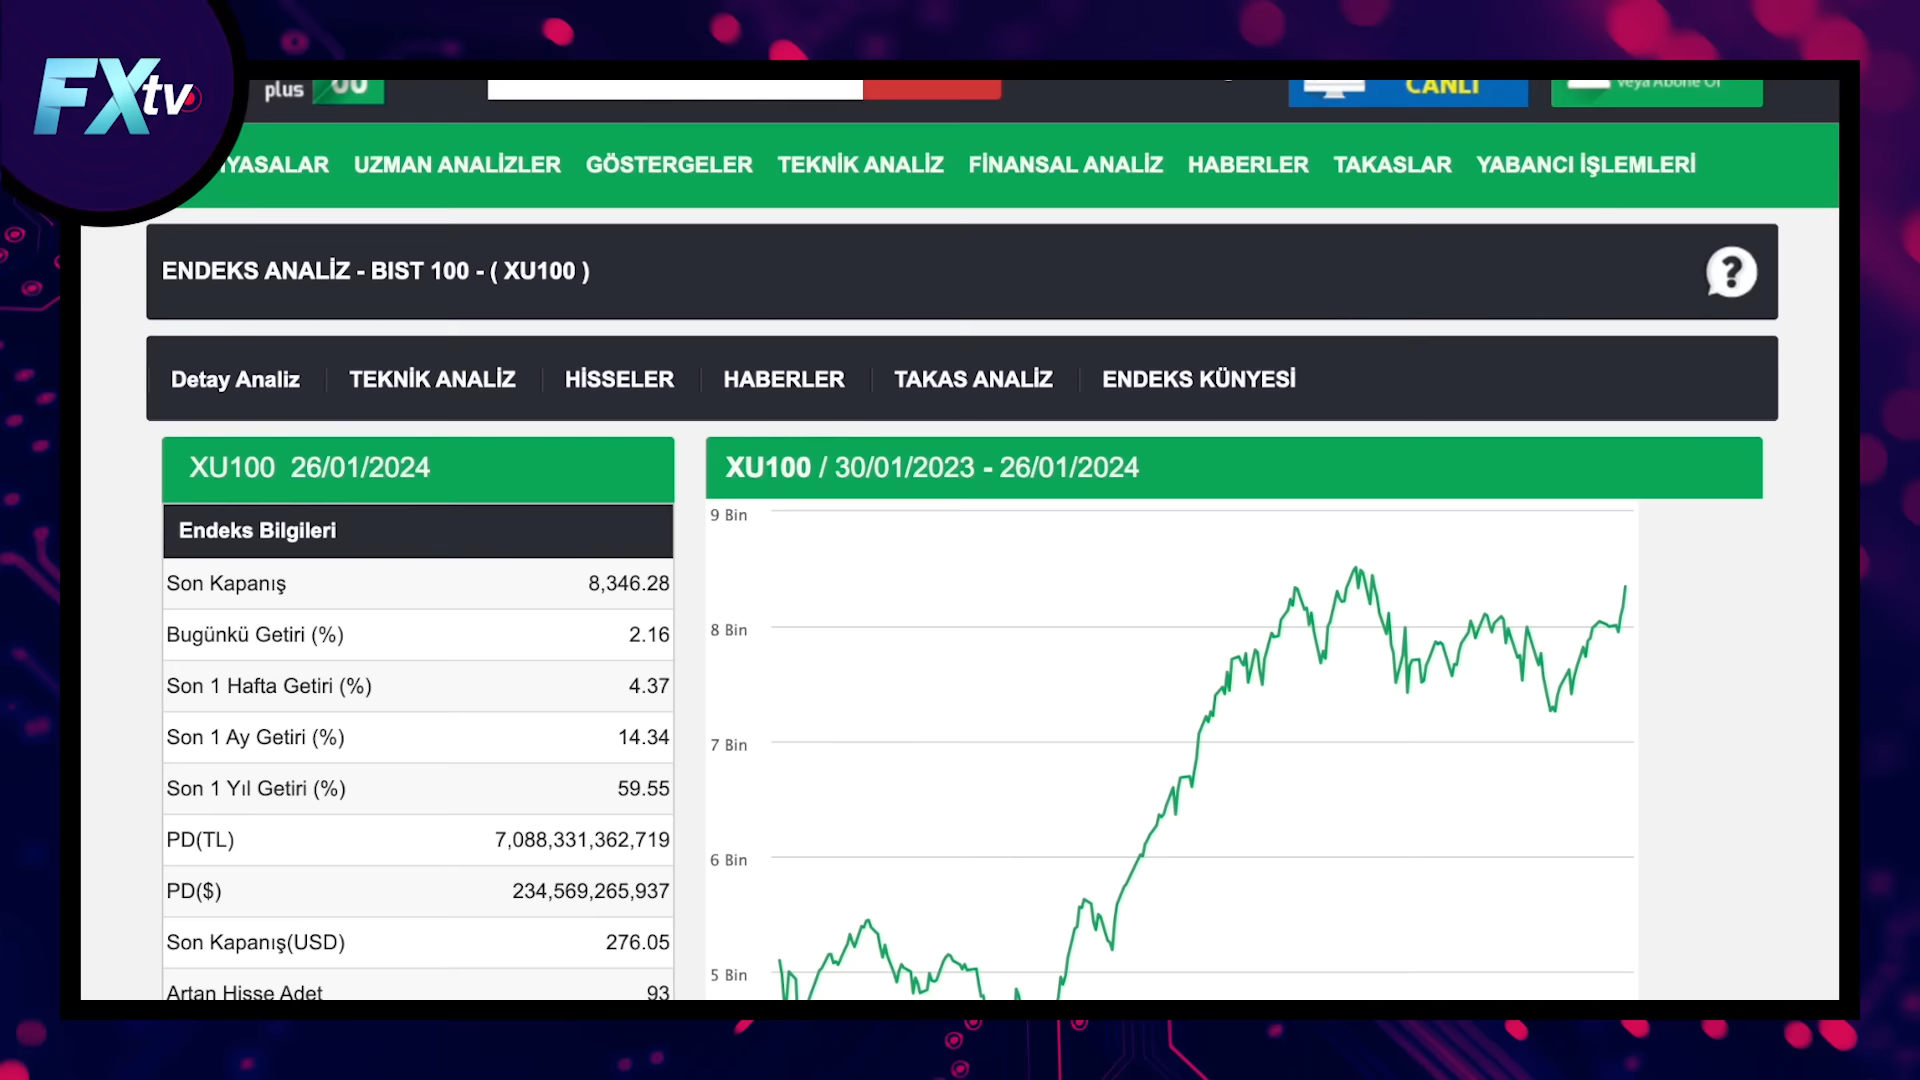 FXtv
plus
CANLI
veya Abone Ol
YASALAR UZMAN ANALİZLER GÖSTERGELER TEKNİK ANALİZ FİNANSAL ANALİZ HABERLER TAKASLAR YABANCI İŞLEMLERİ
ENDEKS ANALİZ - BIST 100 - ( XU100 )
?
Detay Analiz TEKNİK ANALİZ HİSSELER HABERLER TAKAS ANALİZ ENDEKS KÜNYESİ
XU100 26/01/2024
Endeks Bilgileri
Son Kapanış 8,346.28
Bugünkü Getiri (%) 2.16
Son 1 Hafta Getiri (%) 4.37
Son 1 Ay Getiri (%) 14.34
Son 1 Yıl Getiri (%) 59.55
PD(TL) 7,088,331,362,719
PD($) 234,569,265,937
Son Kapanış(USD) 276.05
Artan Hisse Adet 93
XU100 / 30/01/2023 - 26/01/2024
9 Bin
8 Bin
7 Bin
6 Bin
5 Bin